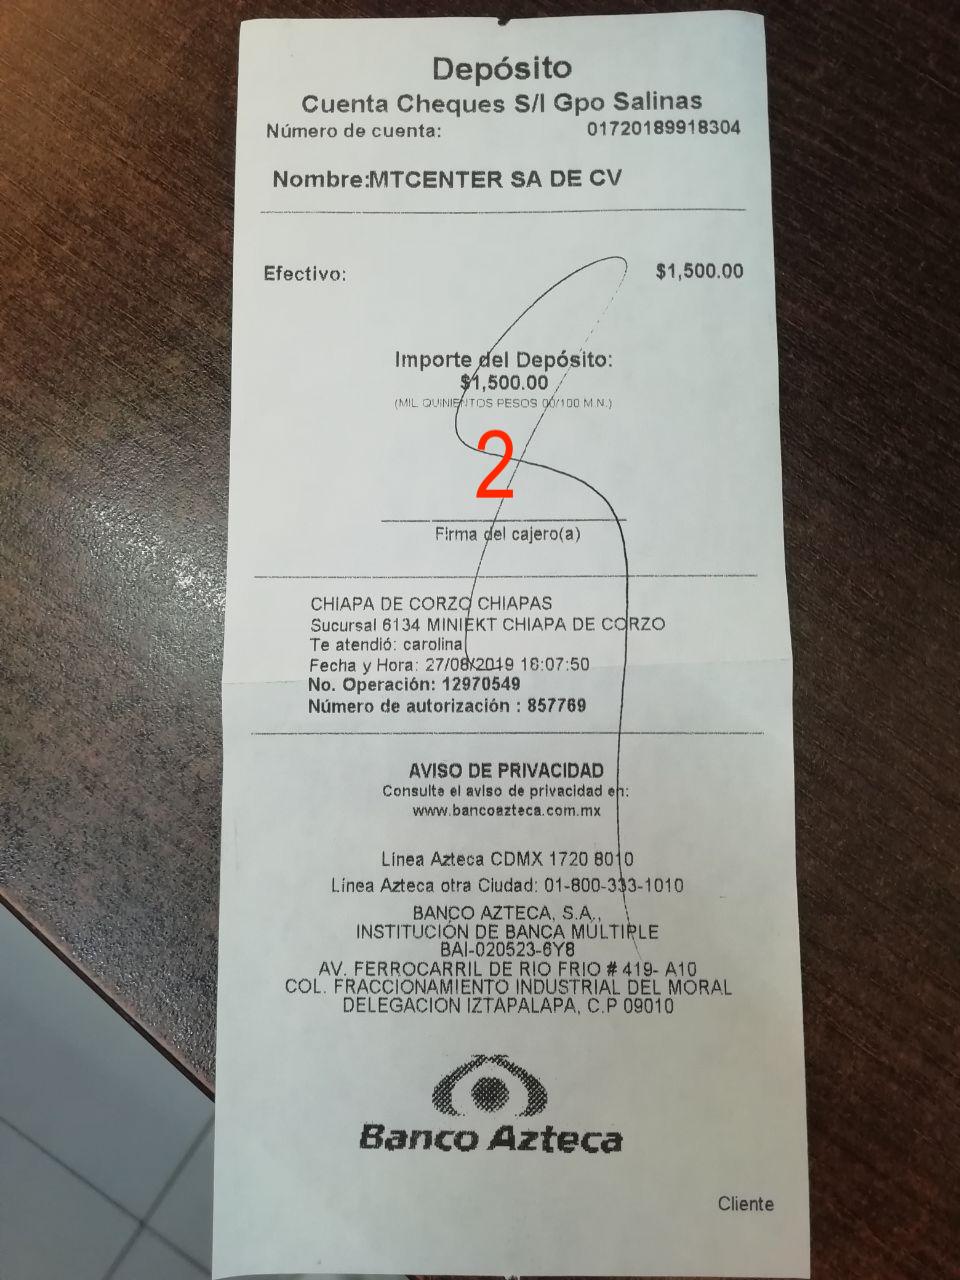 Depósito
Cuenta Cheques S/I Gpo Salinas
Número de cuenta: 01720189918304
Nombre:MTCENTER SA DE CV
Efectivo: $1,500.00
Importe del Depósito:
$1,500.00
(MIL QUINIENTOS PESOS 00/100 M.N.)
2
Firma del cajero(a)
CHIAPA DE CORZO CHIAPAS
Sucursal 6134 MINIEKT CHIAPA DE CORZO
Te atendió: carolina
Fecha y Hora: 27/08/2019 16:07:50
No. Operación: 12970549
Número de autorización : 857769
AVISO DE PRIVACIDAD
Consulte el aviso de privacidad en:
www.bancoazteca.com.mx
Línea Azteca CDMX 1720 8010
Línea Azteca otra Ciudad: 01-800-333-1010
BANCO AZTECA, S.A.,
INSTITUCIÓN DE BANCA MÚLTIPLE
BAI-020523-6Y8
AV. FERROCARRIL DE RIO FRIO # 419- A10
COL. FRACCIONAMIENTO INDUSTRIAL DEL MORAL
DELEGACION IZTAPALAPA, C.P 09010
Banco Azteca
Cliente